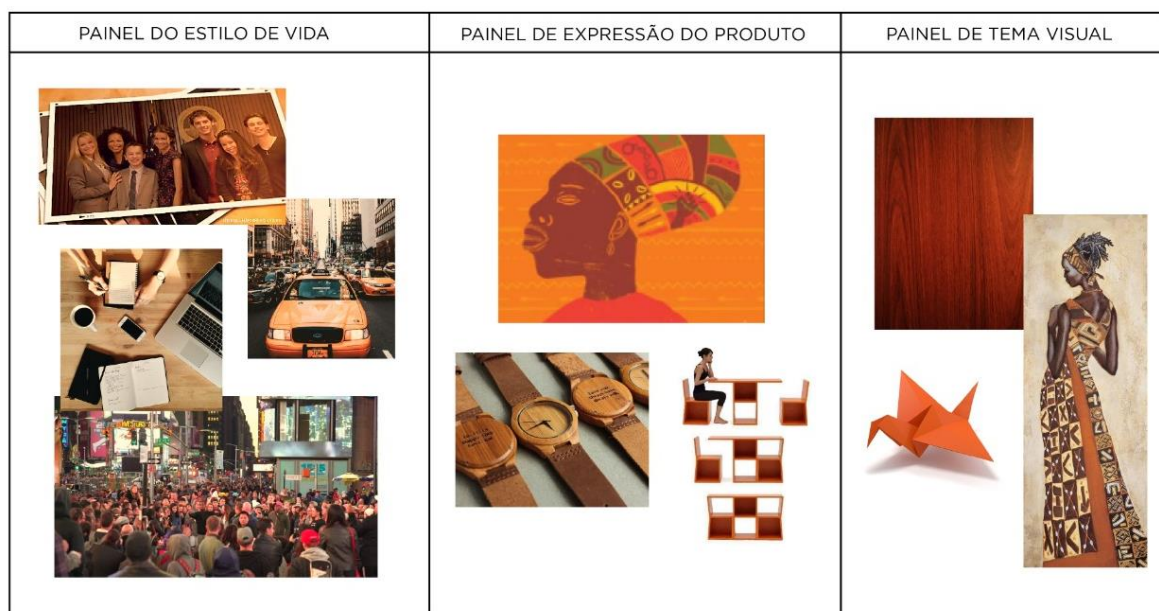 PAINEL DO ESTILO DE VIDA
PAINEL DE EXPRESSÃO DO PRODUTO
PAINEL DE TEMA VISUAL